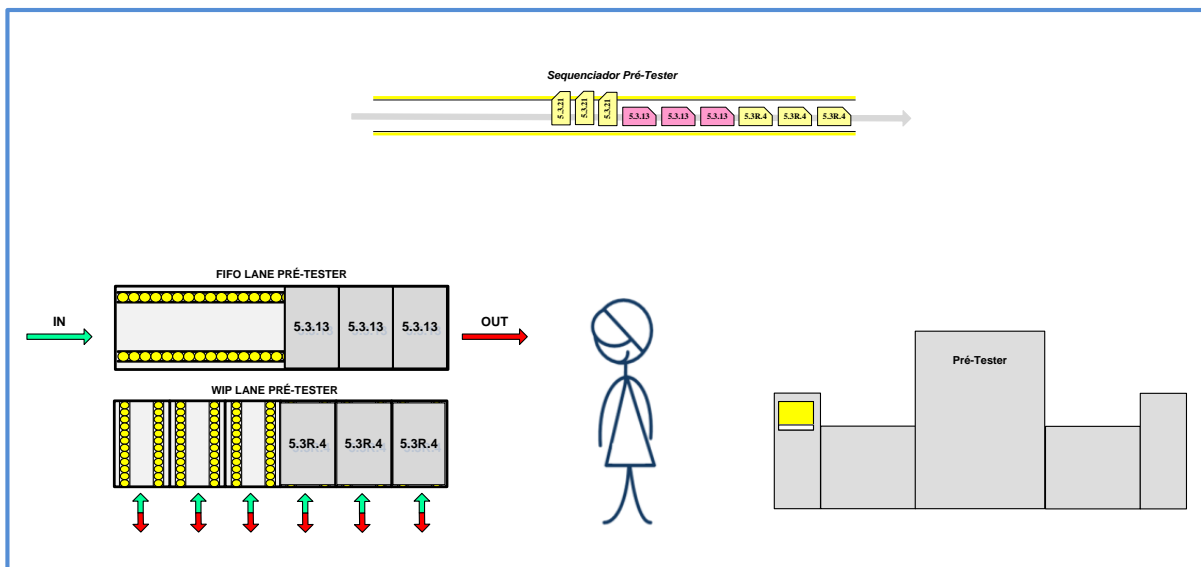 Sequenciador Pré-Tester
5.3.21 5.3.21 5.3.21 5.3.13 5.3.13 5.3.13 5.3R.4 5.3R.4 5.3R.4
FIFO LANE PRÉ-TESTER
IN
5.3.13 5.3.13 5.3.13
OUT
WIP LANE PRÉ-TESTER
5.3R.4 5.3R.4 5.3R.4
Pré-Tester